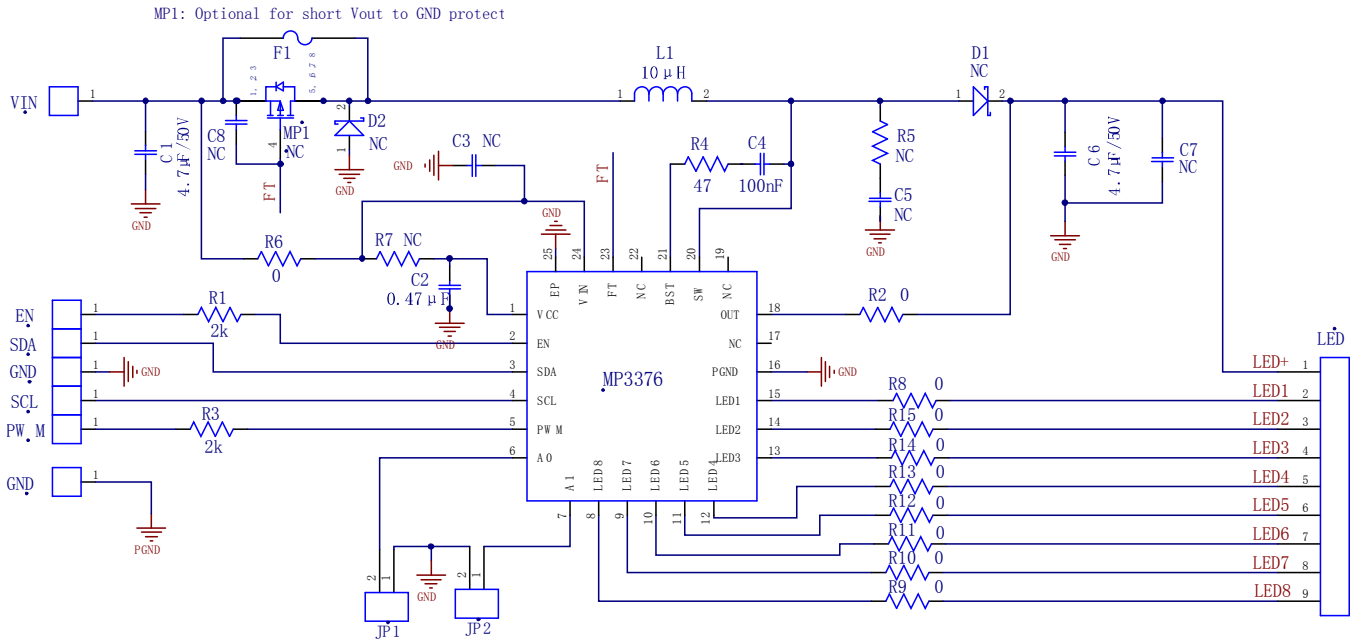 MP1: Optional for short Vout to GND protect
F1
1, 2 3
5, 6 7 8
L1
10μH
D1
NC
VIN
1
C8
NC
MP1
NC
4
2
D2
NC
1
C3 NC
GND
1
2
1
2
R5
NC
C1
4.7μF/50V
FT
GND
GND
FT
R4
47
C4
100nF
C5
NC
GND
C6
4.7μF/50V
C7
NC
GND
GND
R6
0
R7 NC
C2
0.47μF
GND
25
24
23
22
21
20
19
EP
VIN
FT
NC
BST
SW
NC
EN
1
R1
2k
1
VCC
OUT
18
R2 0
SDA
1
2
EN
NC
17
LED
GND
1
GND
3
SDA
MP3376
PGND
16
GND
LED+
1
SCL
1
4
SCL
LED1
15
R8 0
LED1
2
PW M
1
R3
2k
5
PW M
LED2
14
R15 0
LED2
3
6
A0
LED3
13
R14 0
LED3
4
GND
1
PGND
A1
LED8
LED7
LED6
LED5
LED4
R13 0
LED4
5
7
8
9
10
11
12
R12 0
LED5
6
R11 0
LED6
7
R10 0
LED7
8
R9 0
LED8
9
2
1
GND
2
1
JP1
JP2